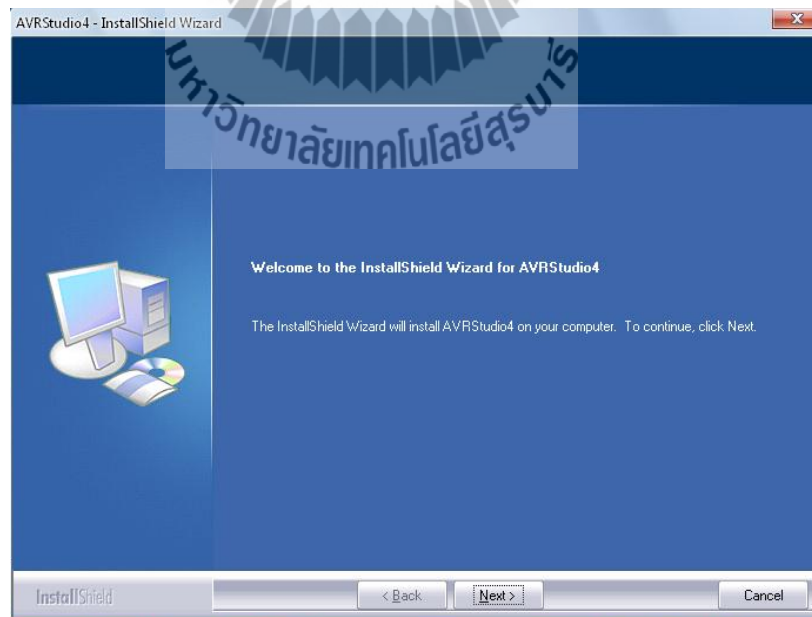 AVRStudio4 - InstallShield Wizard
มหาวิทยาลัยเทคโนโลยีสุรนารี
Welcome to the InstallShield Wizard for AVRStudio4
The InstallShield Wizard will install AVRStudio4 on your computer. To continue, click Next.
InstallShield
< Back
Next >
Cancel